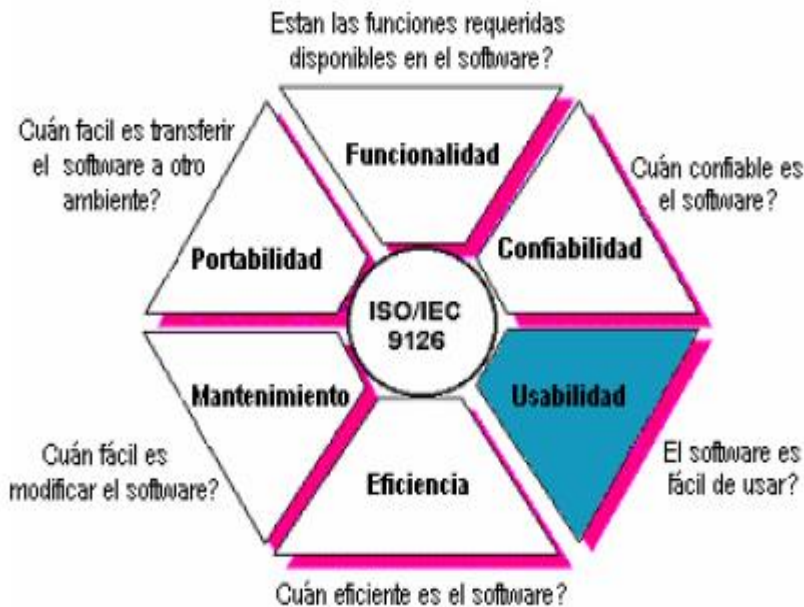 Estan las funciones requeridas
disponibles en el software?
Funcionalidad
Cuán confiable es
el software?
Confiabilidad
Usabilidad
El software es
fácil de usar?
Eficiencia
Cuán eficiente es el software?
Mantenimiento
Cuán fácil es
modificar el software?
Portabilidad
Cuán facil es transferir
el software a otro
ambiente?
ISO/IEC
9126